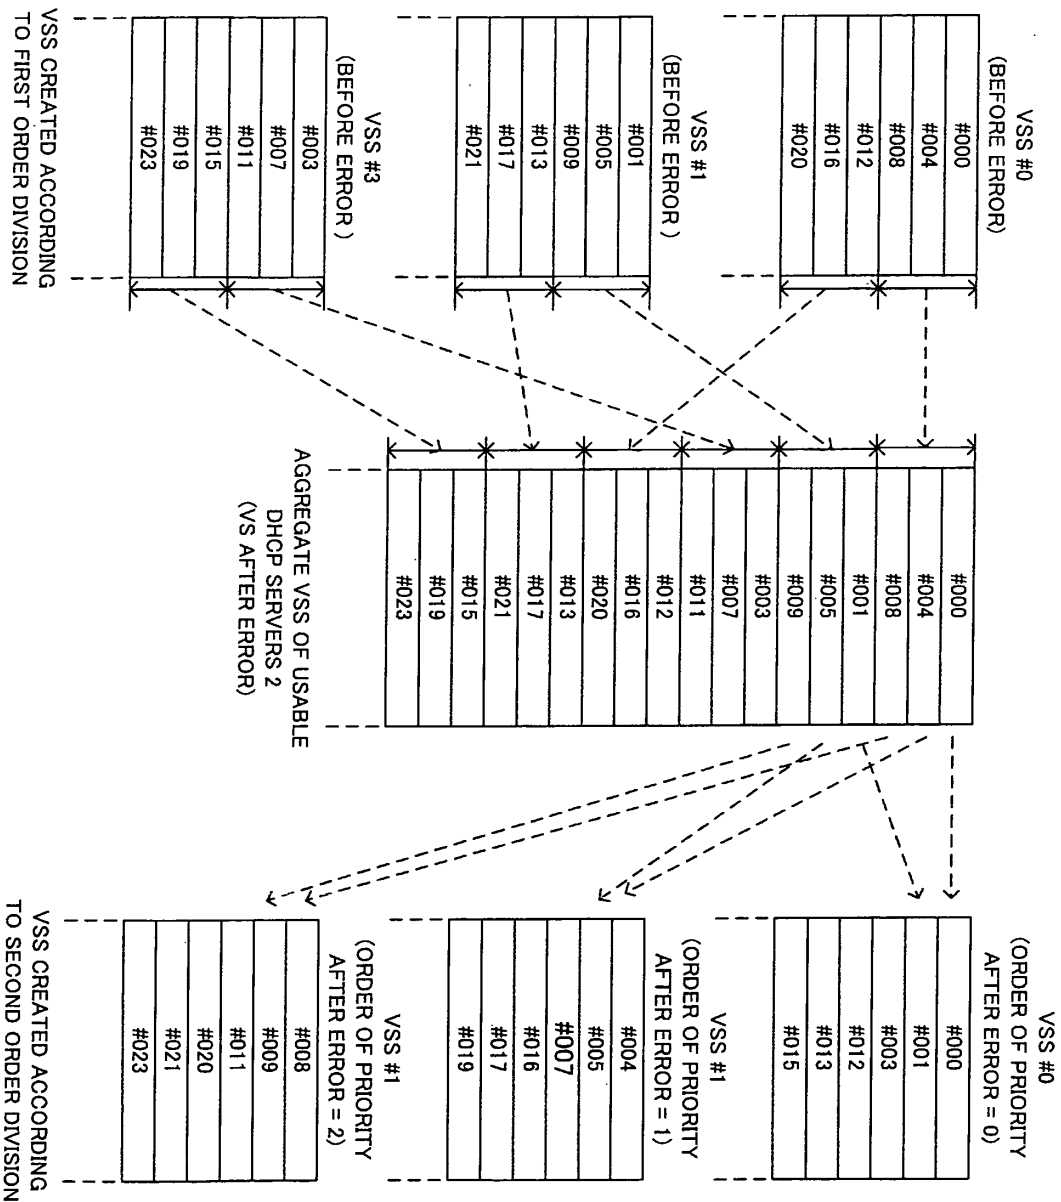 VSS #0
(BEFORE ERROR)
#000
#004
#008
#012
#016
#020
VSS #1
(BEFORE ERROR)
#001
#005
#009
#013
#017
#021
VSS #3
(BEFORE ERROR )
#003
#007
#011
#015
#019
#023
VSS CREATED ACCORDING
TO FIRST ORDER DIVISION
#000
#004
#008
#001
#005
#009
#003
#007
#011
#012
#016
#020
#013
#017
#021
#015
#019
#023
AGGREGATE VSS OF USABLE
DHCP SERVERS 2
(VS AFTER ERROR)
VSS #0
(ORDER OF PRIORITY
AFTER ERROR = 0)
#000
#001
#003
#012
#013
#015
VSS #1
(ORDER OF PRIORITY
AFTER ERROR = 1)
#004
#005
#007
#016
#017
#019
VSS #1
(ORDER OF PRIORITY
AFTER ERROR = 2)
#008
#009
#011
#020
#021
#023
VSS CREATED ACCORDING
TO SECOND ORDER DIVISION